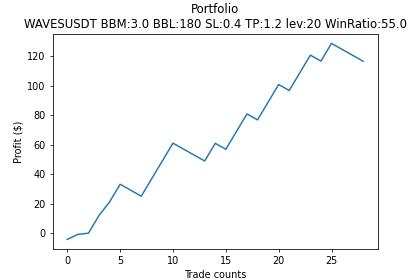 Portfolio
WAVESUSDT BBM:3.0 BBL:180 SL:0.4 TP:1.2 lev:20 WinRatio:55.0
120
100
80
60
40
20
0
Profit ($)
0 5 10 15 20 25
Trade counts